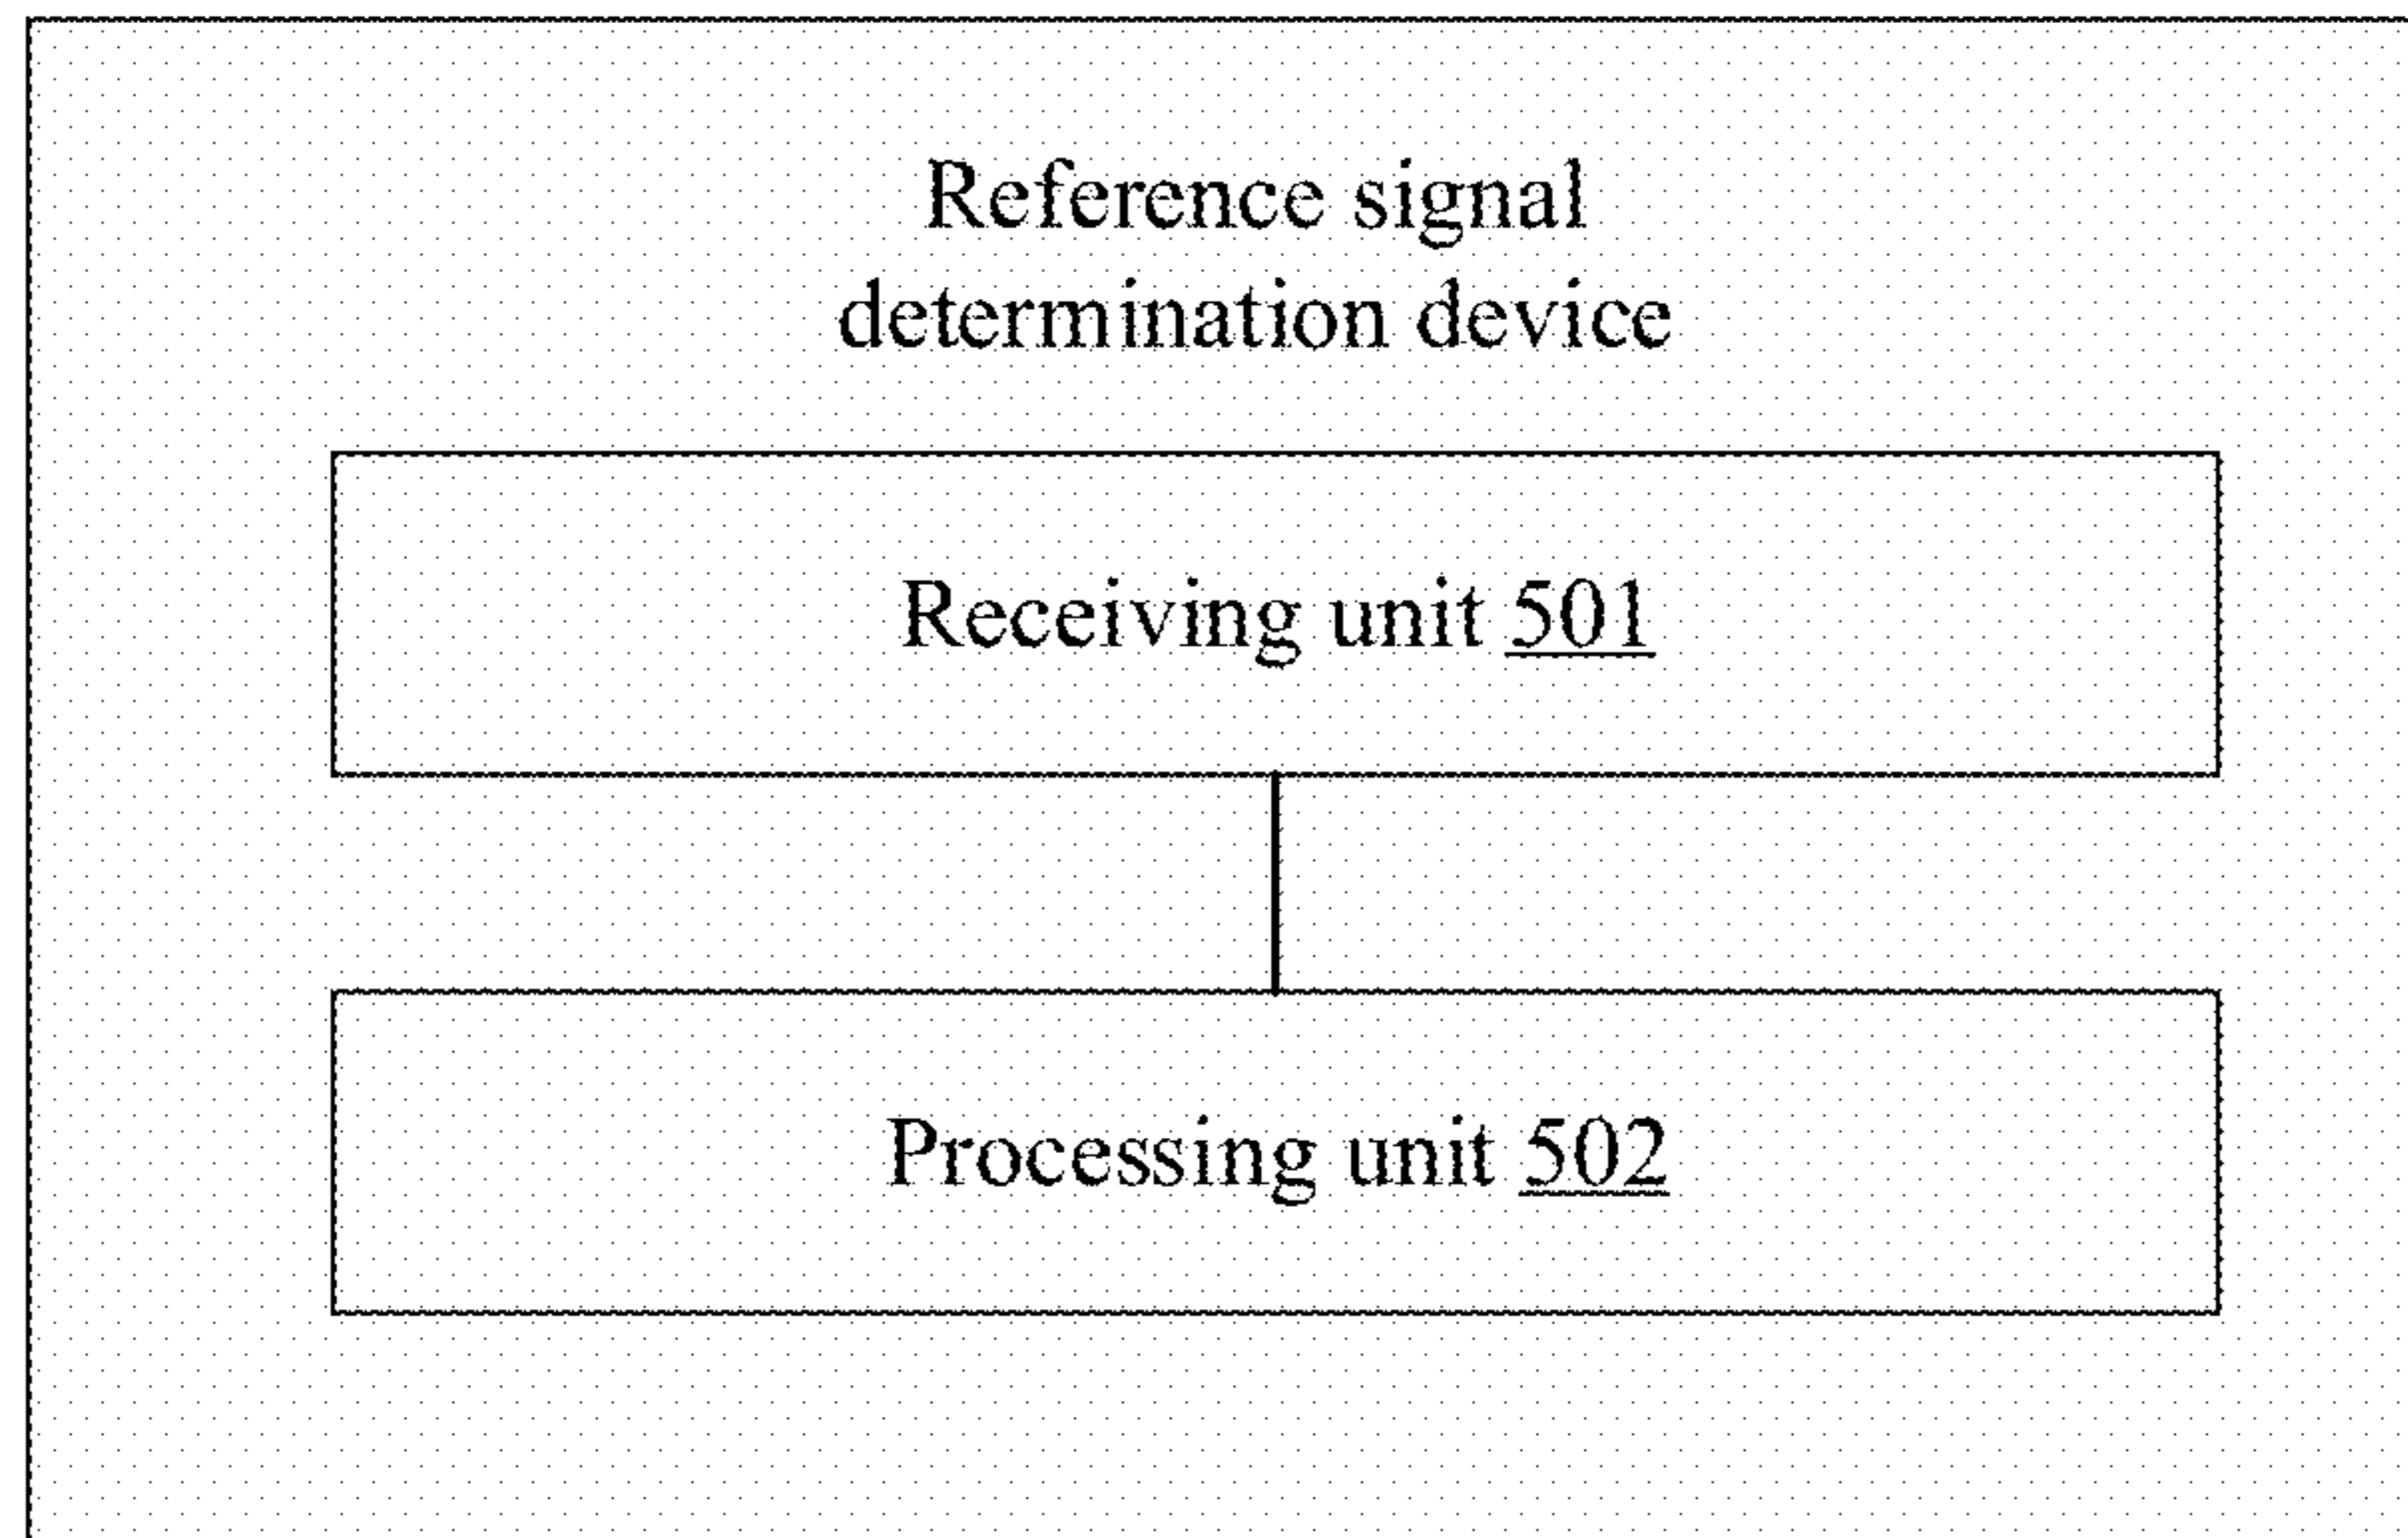 Reference signal
determination device
Receiving unit 501
Processing unit 502